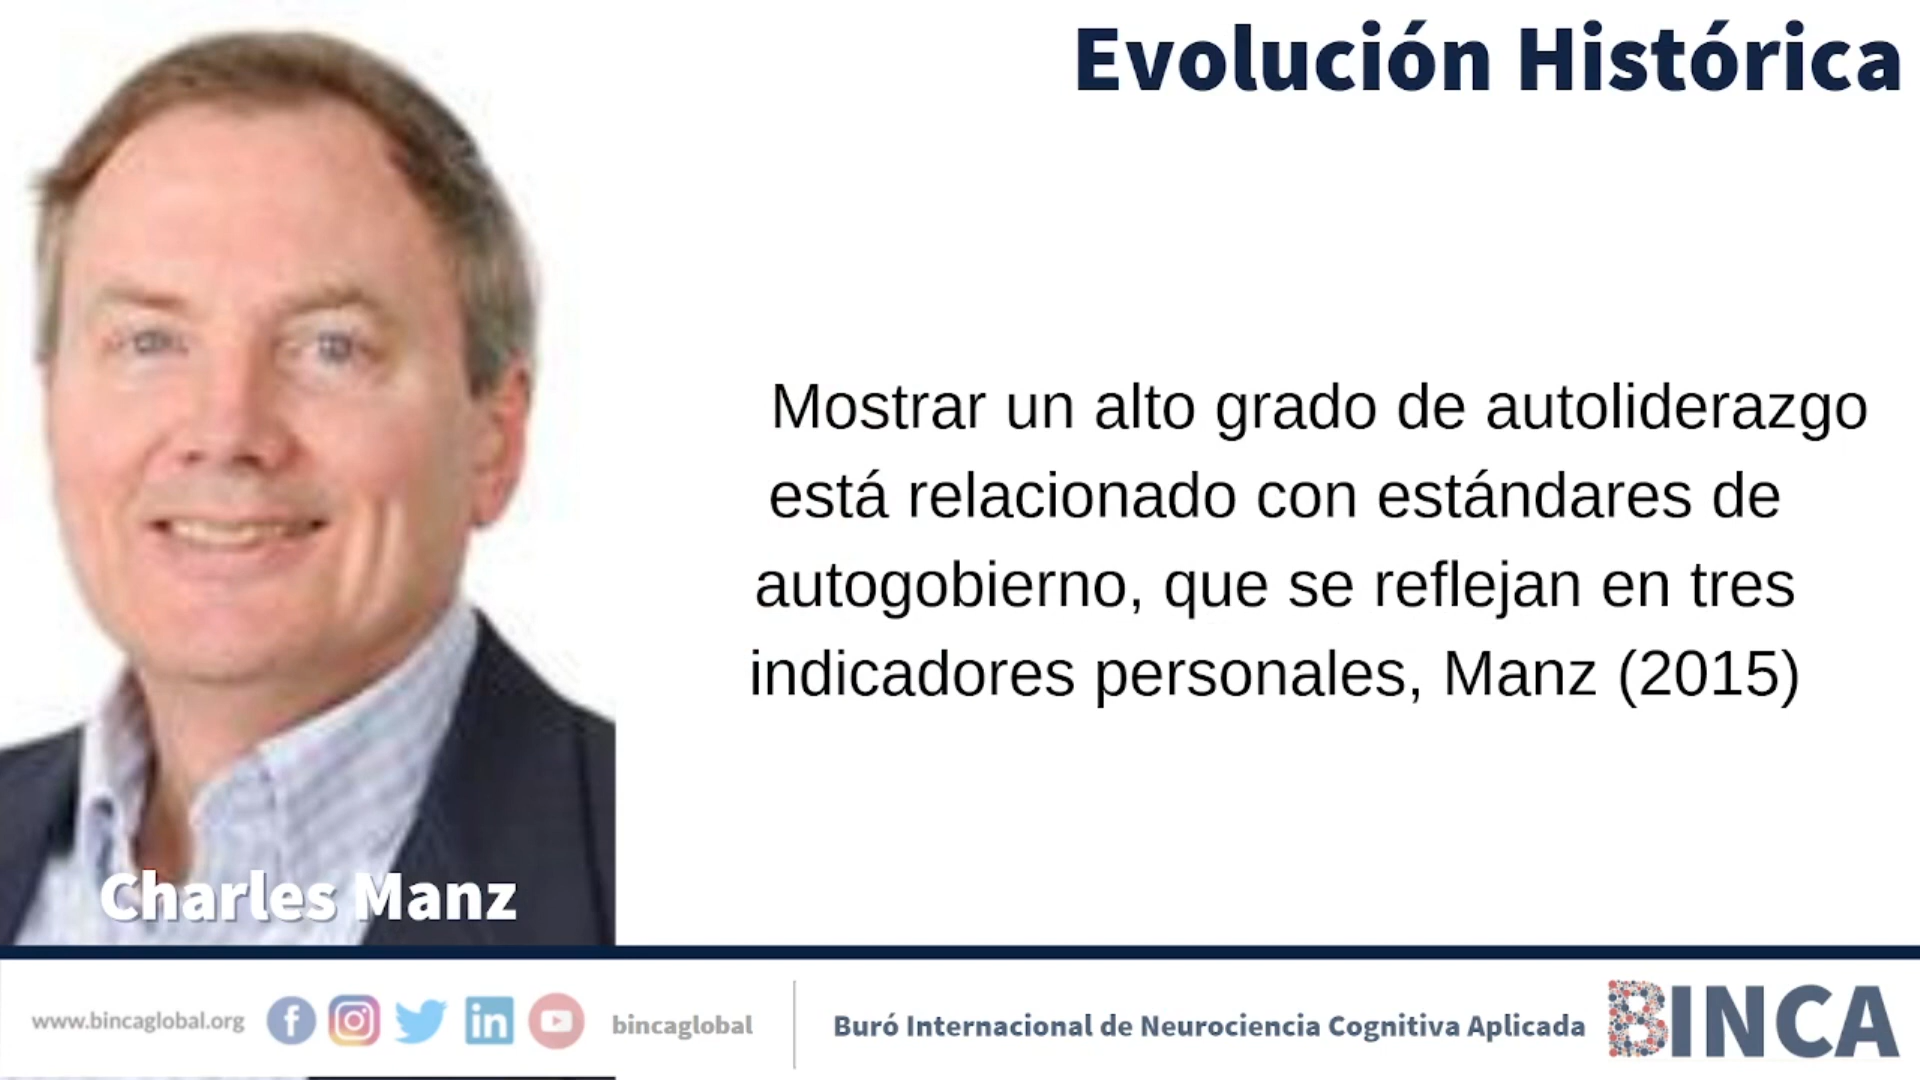 Evolución Histórica
Mostrar un alto grado de autoliderazgo
está relacionado con estándares de
autogobierno, que se reflejan en tres
indicadores personales, Manz (2015)
Charles Manz
www.bincaglobal.org
bincaglobal
Buró Internacional de Neurociencia Cognitiva Aplicada
BINCA